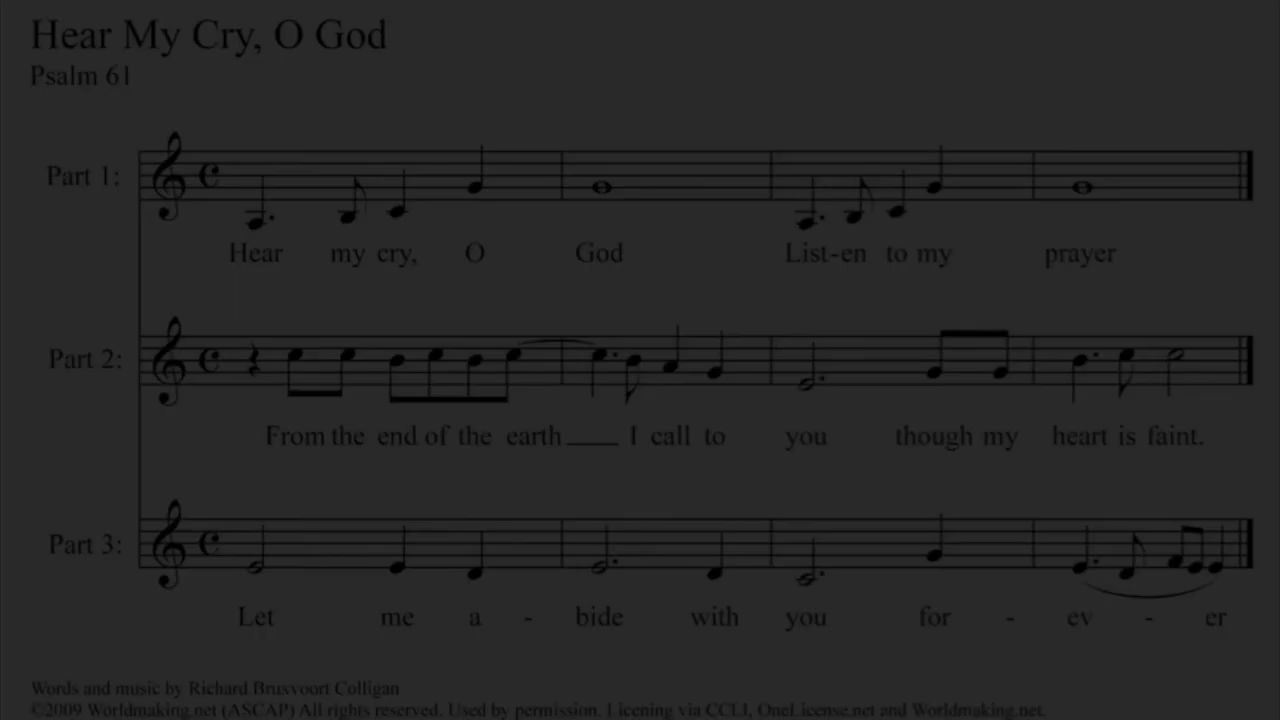 Hear My Cry, O God
Psalm 61
Part 1:
Hear my cry, O God List-en to my prayer
Part 2:
From the end of the earth____ I call to you though my heart is faint.
Part 3:
Let me a - bide with you for - ev - er
Words and music by Richard Bruxvoort Colligan
©2009 Worldmaking.net (ASCAP) All rights reserved. Used by permission. Licening via CCLI, OneLicense.net and Worldmaking.net.